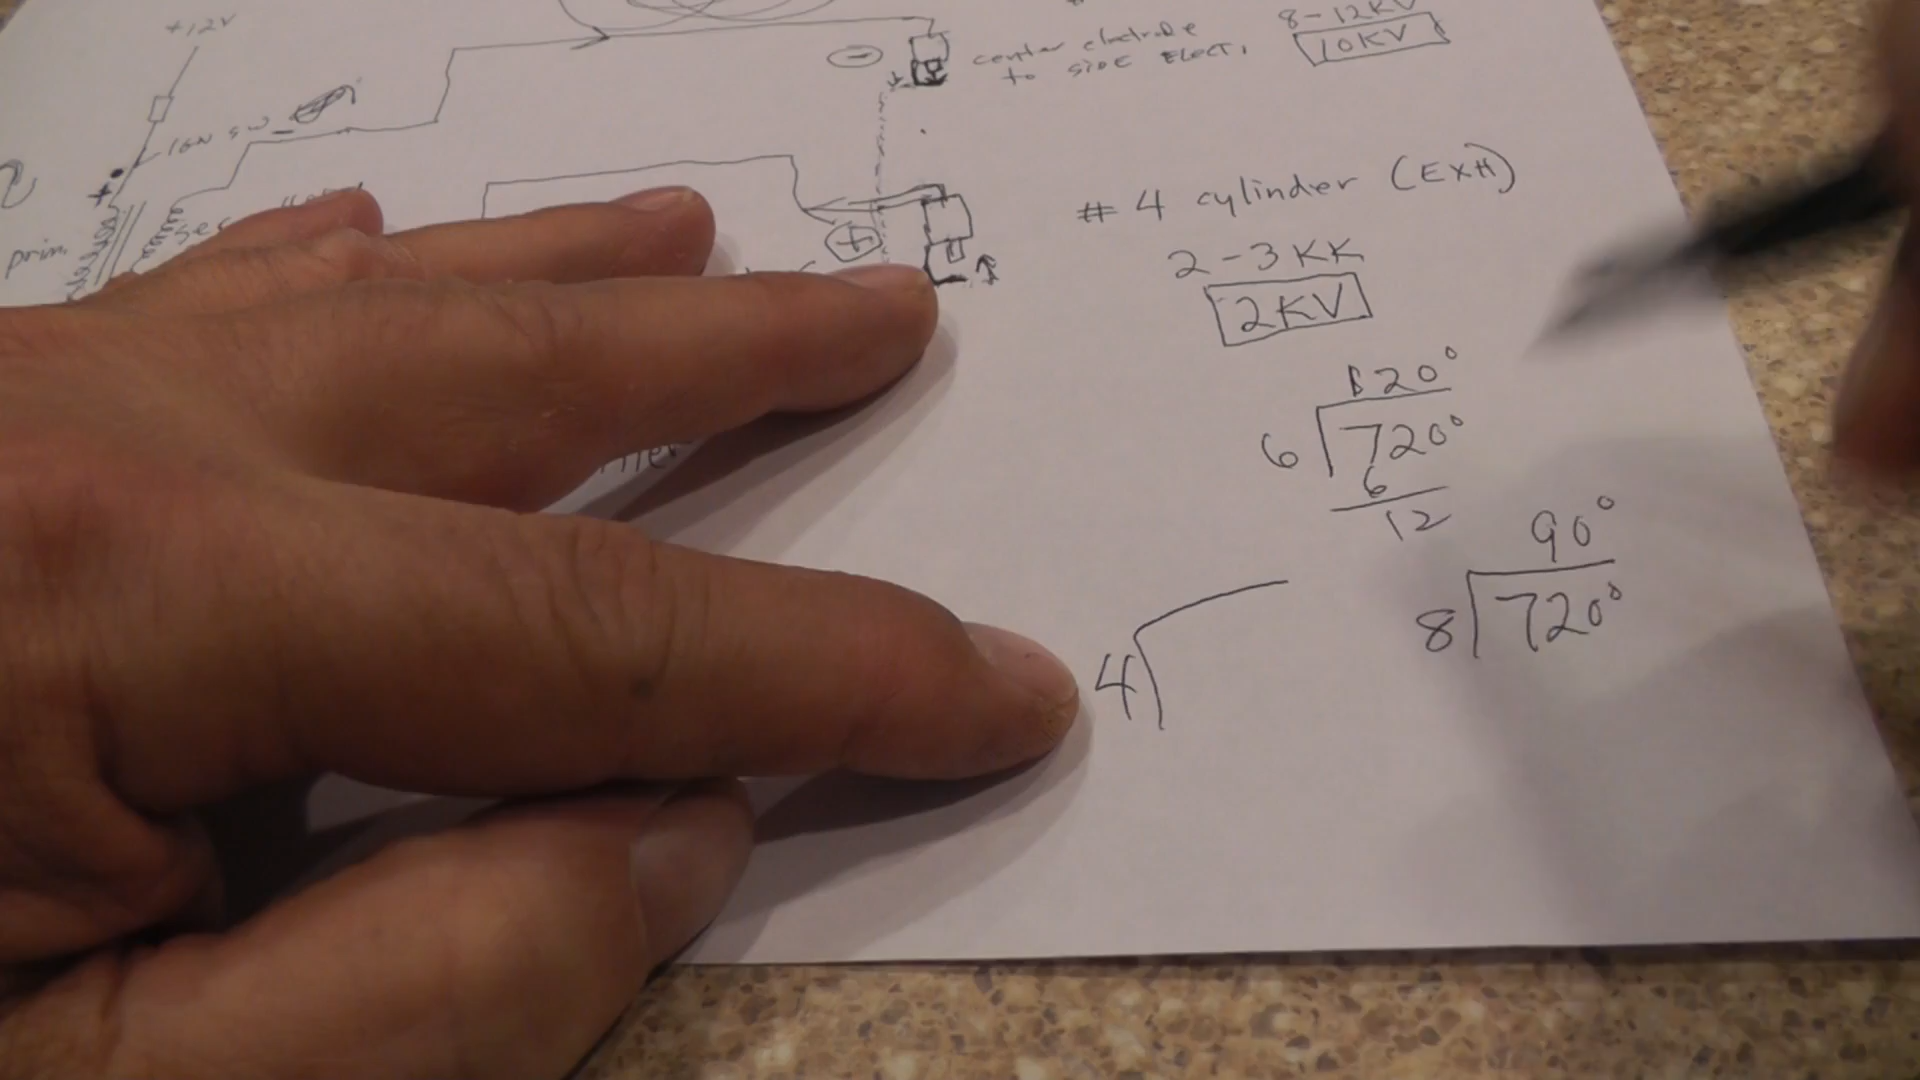 +12V
8-12KV
center electrode
to SIDE ELECT.
10KV
-
IGN SW
+
prim.
sec
# 4 cylinder (EXH)
+
2-3KK
2KV
120°
6 720°
6
12
90°
8 720°
4